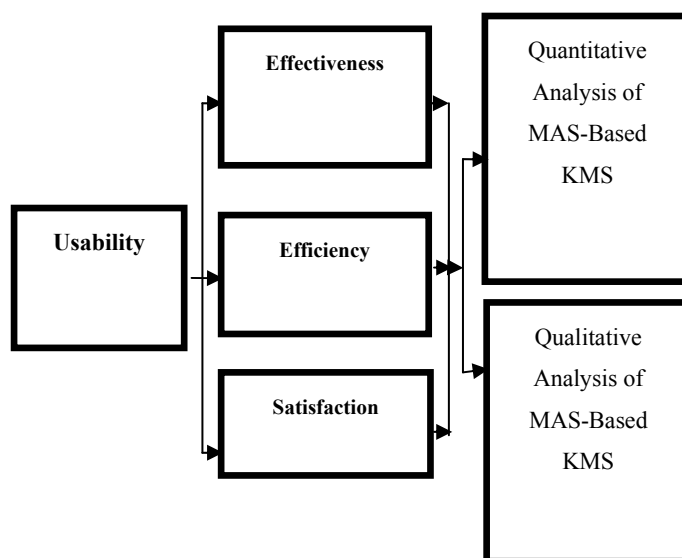 Usability
Effectiveness
Efficiency
Satisfaction
Quantitative
Analysis of
MAS-Based
KMS
Qualitative
Analysis of
MAS-Based
KMS